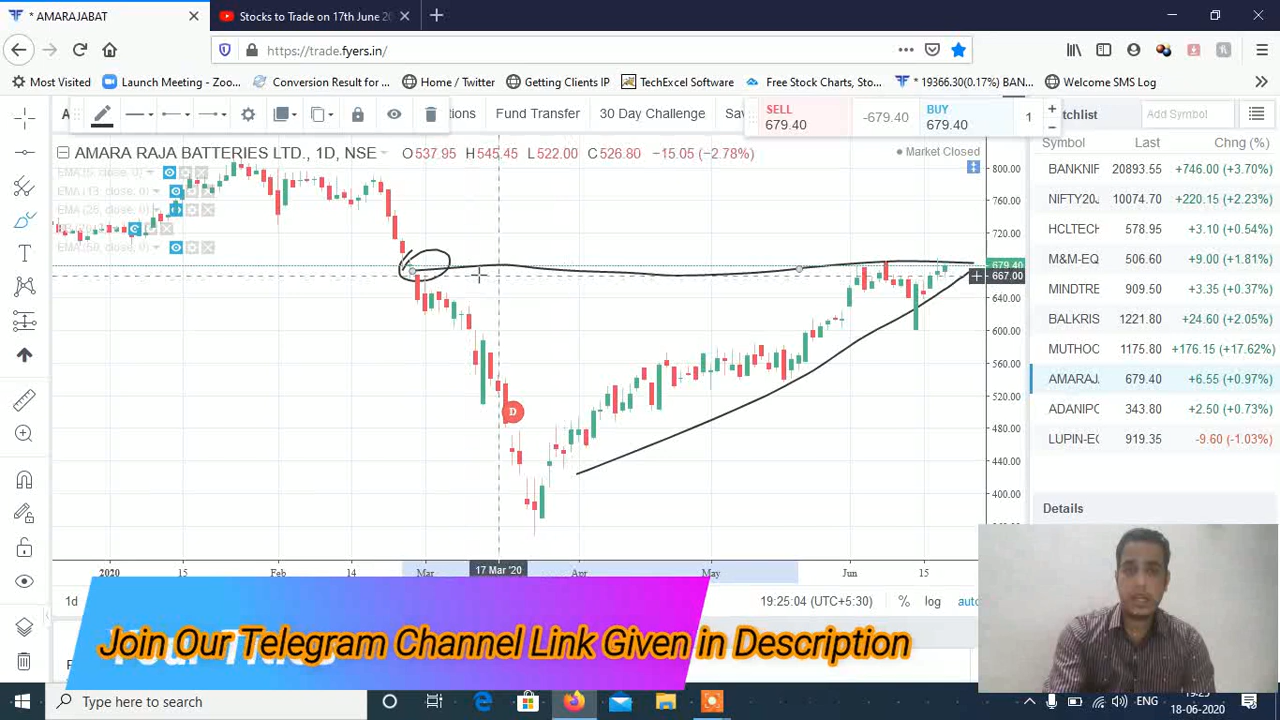 * AMARAJABAT
Stocks to Trade on 17th June 20
https://trade.fyers.in/
Most Visited
Launch Meeting - Zoo...
Conversion Result for ...
Home / Twitter
Getting Clients IP
TechExcel Software
Free Stock Charts, Sto...
* 19366.30(0.17%) BAN...
Welcome SMS Log
Fund Transfer
30 Day Challenge
SELL
679.40
-679.40
BUY
679.40
1
Add Symbol
AMARA RAJA BATTERIES LTD., 1D, NSE
O 537.95 H 545.45 L 522.00 C 526.80 −15.05 (−2.78%)
Market Closed
Symbol Last Chng (%)
BANKNIF 20893.55 +746.00 (+3.70%)
NIFTY20J 10074.70 +220.15 (+2.23%)
HCLTECH 578.95 +3.10 (+0.54%)
M&M-EQ 506.60 +9.00 (+1.81%)
MINDTRE 909.50 +3.35 (+0.37%)
BALKRIS 1221.80 +24.60 (+2.05%)
MUTHOO 1175.80 +176.15 (+17.62%)
AMARAJ 679.40 +6.55 (+0.97%)
ADANIPO 343.80 +2.50 (+0.73%)
LUPIN-EQ 919.35 -9.60 (-1.03%)
800.00
760.00
720.00
679.40
667.00
640.00
600.00
560.00
520.00
480.00
440.00
400.00
D
2020 15 Feb 14 Mar 17 Mar '20 Apr May Jun 15
1d
19:25:04 (UTC+5:30)
%
log
auto
Details
Join Our Telegram Channel Link Given in Description
Type here to search
ENG
19:25
18-06-2020